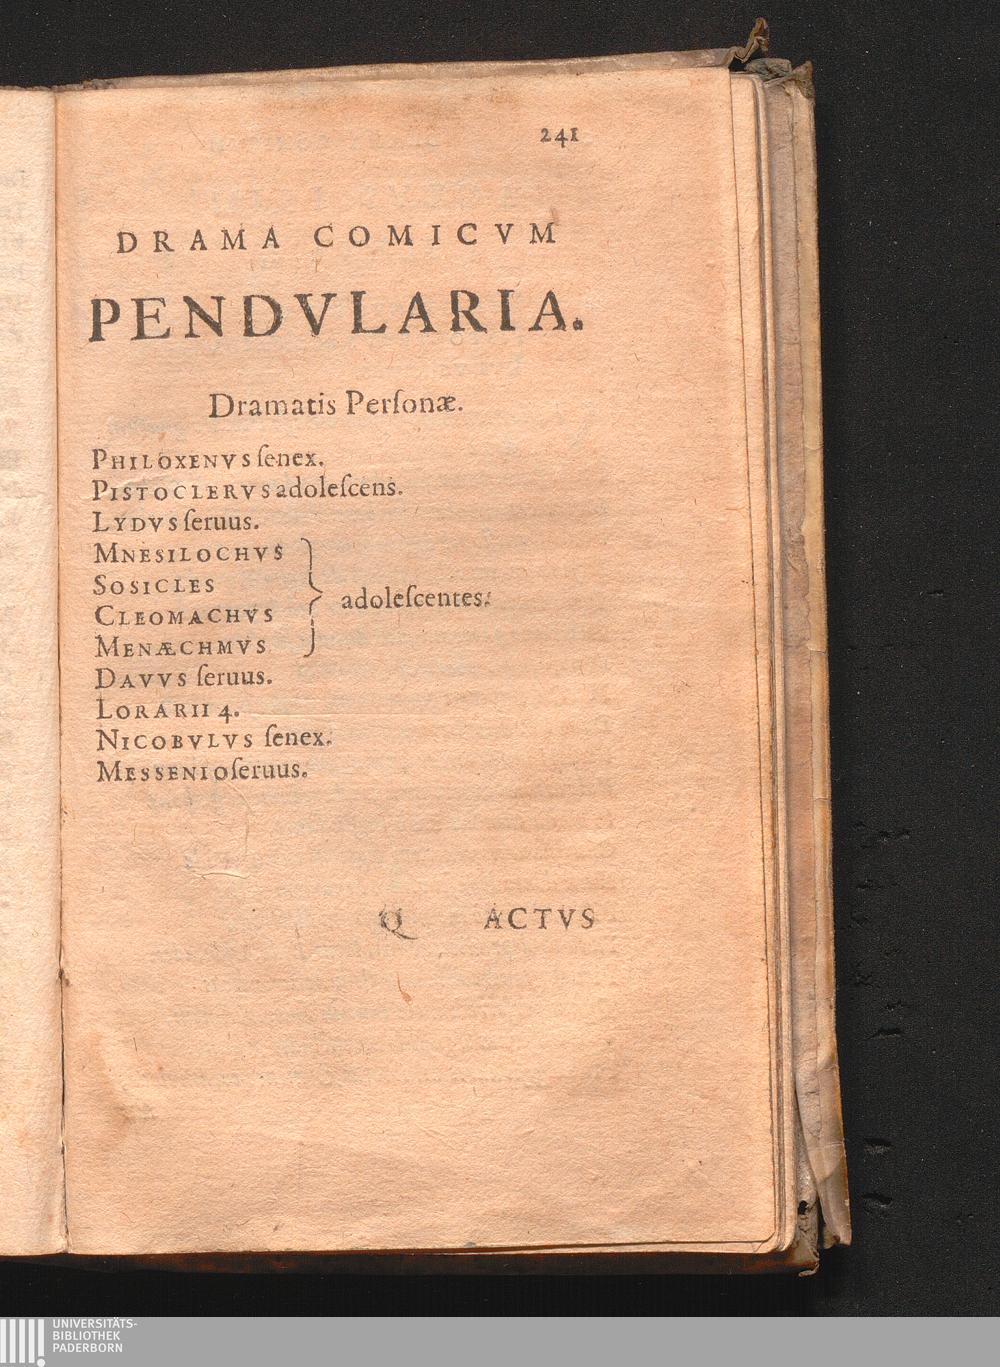 241
DRAMA COMICVM
PENDVLARIA.
Dramatis Perſonæ.
PHILOXENVS ſenex.
PISTOCLERVS adoleſcens.
LYDVS ſeruus.
MNESILOCHVS
SOSICLES
CLEOMACHVS
MENÆCHMVS
adoleſcentes.
DAVVS ſeruus.
LORARII 4.
NICOBVLVS ſenex.
MESSENIO ſeruus.
Q ACTVS
UNIVERSITÄTS-
BIBLIOTHEK
PADERBORN